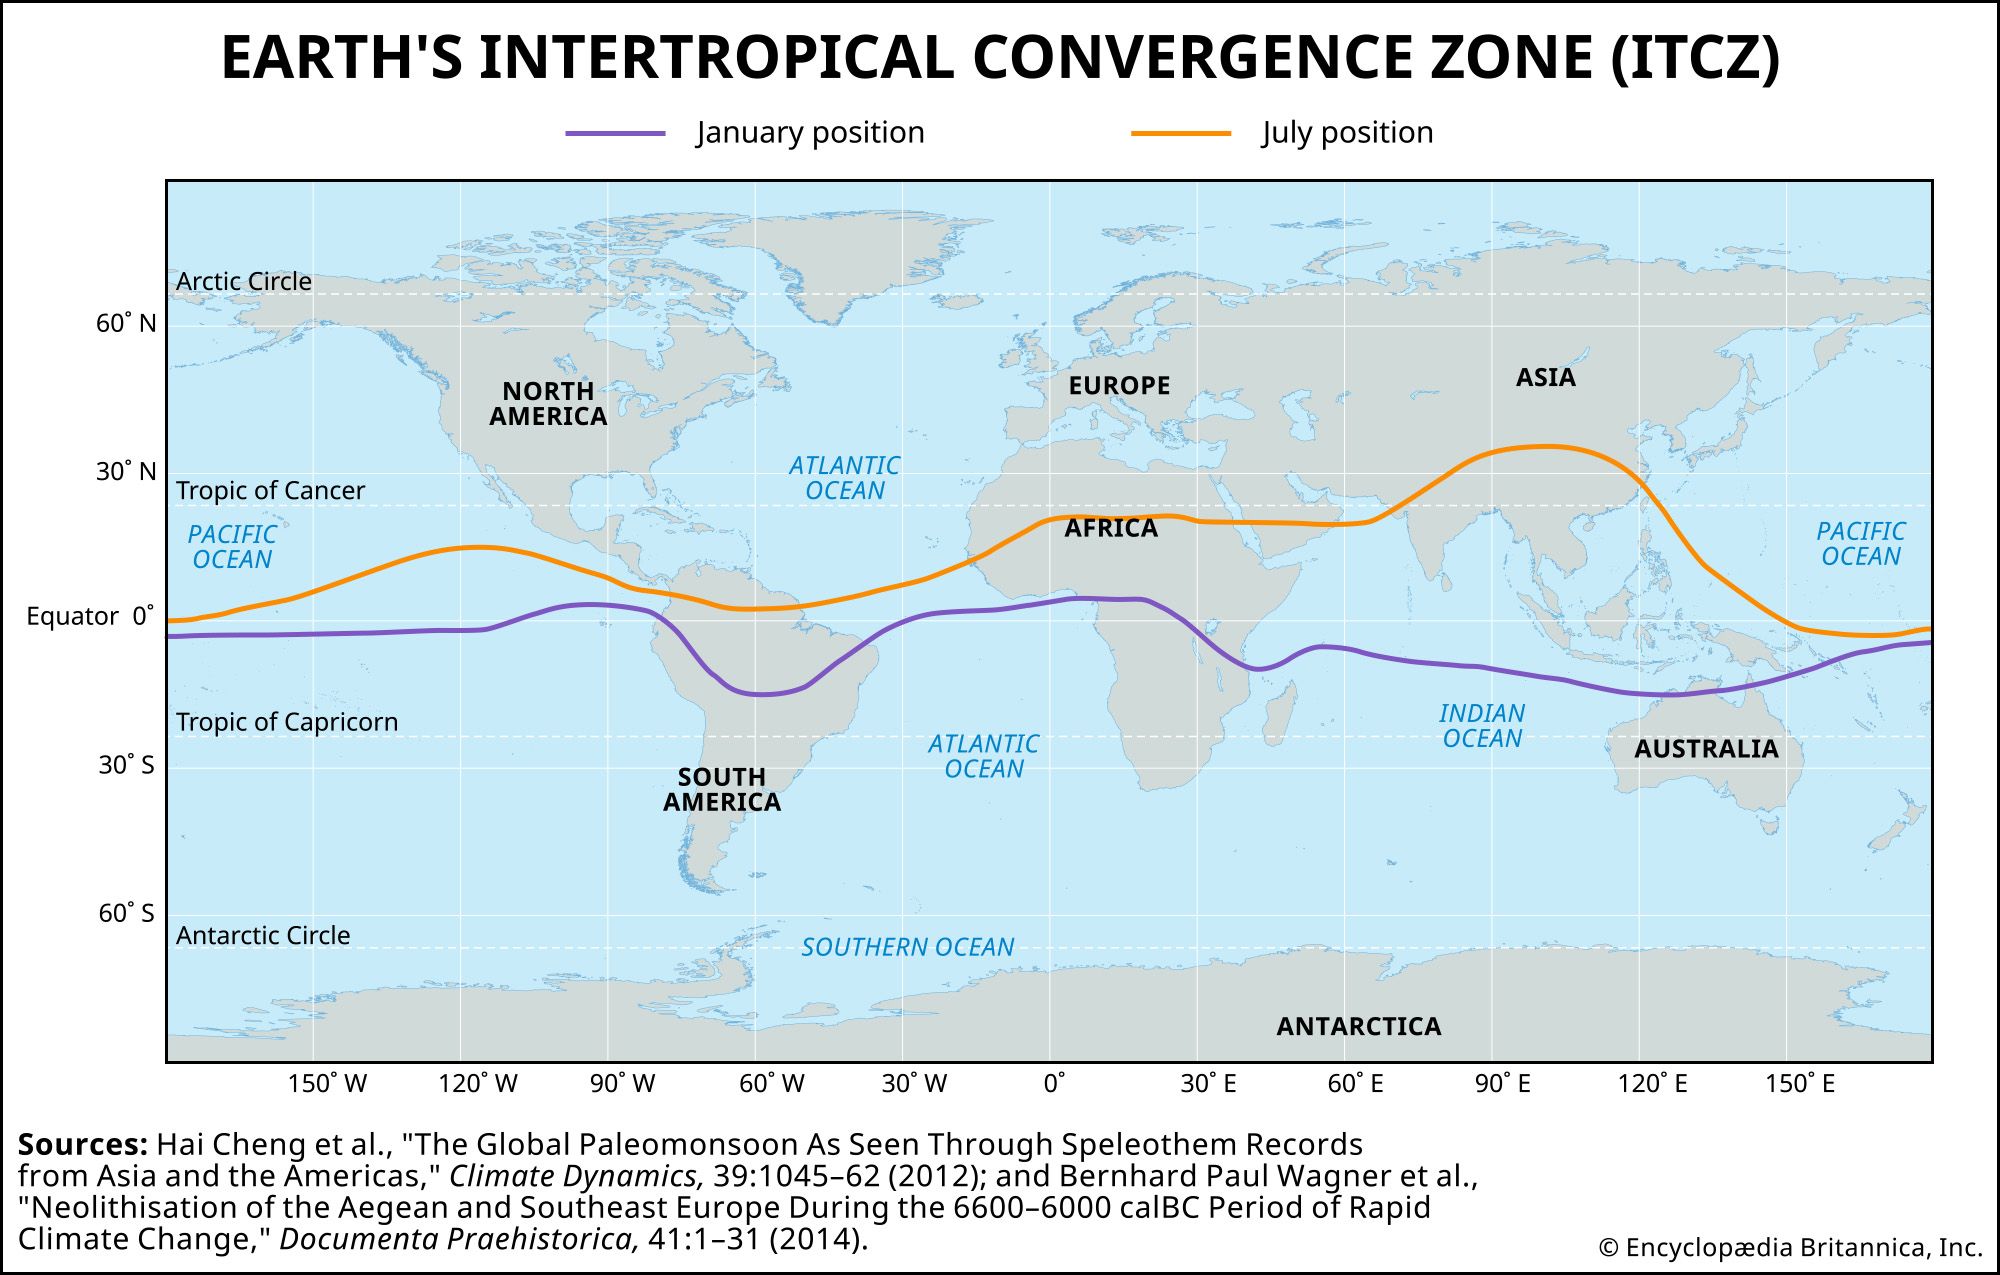 EARTH'S INTERTROPICAL CONVERGENCE ZONE (ITCZ)
January position
July position
Arctic Circle
60° N
NORTH
AMERICA
EUROPE
ASIA
30° N
ATLANTIC
OCEAN
Tropic of Cancer
PACIFIC
OCEAN
AFRICA
PACIFIC
OCEAN
Equator 0°
Tropic of Capricorn
ATLANTIC
OCEAN
INDIAN
OCEAN
AUSTRALIA
30° S
SOUTH
AMERICA
60° S
Antarctic Circle
SOUTHERN OCEAN
ANTARCTICA
150° W
120° W
90° W
60° W
30° W
0°
30° E
60° E
90° E
120° E
150° E
Sources: Hai Cheng et al., "The Global Paleomonsoon As Seen Through Speleothem Records
from Asia and the Americas," Climate Dynamics, 39:1045–62 (2012); and Bernhard Paul Wagner et al.,
"Neolithisation of the Aegean and Southeast Europe During the 6600–6000 calBC Period of Rapid
Climate Change," Documenta Praehistorica, 41:1–31 (2014).
© Encyclopædia Britannica, Inc.